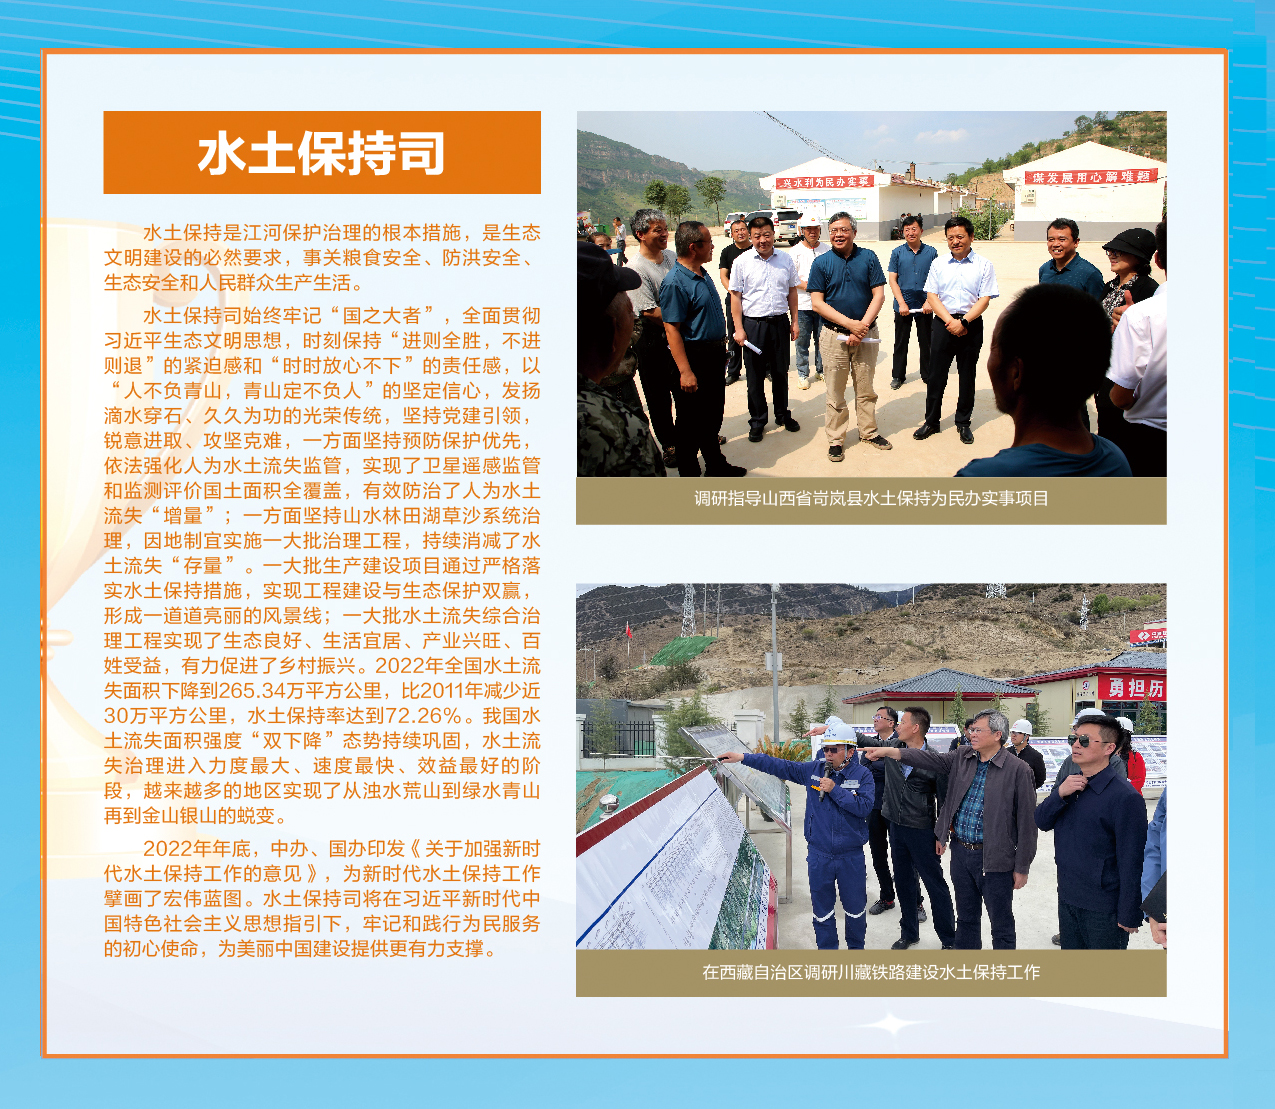 水土保持司
水土保持是江河保护治理的根本措施，是生态
文明建设的必然要求，事关粮食安全、防洪安全、
生态安全和人民群众生产生活。
水土保持司始终牢记“国之大者”，全面贯彻
习近平生态文明思想，时刻保持“进则全胜，不进
则退”的紧迫感和“时时放心不下”的责任感，以
“人不负青山，青山定不负人”的坚定信心，发扬
滴水穿石、久久为功的光荣传统，坚持党建引领，
锐意进取、攻坚克难，一方面坚持预防保护优先，
依法强化人为水土流失监管，实现了卫星遥感监管
和监测评价国土面积全覆盖，有效防治了人为水土
流失“增量”；一方面坚持山水林田湖草沙系统治
理，因地制宜实施一大批治理工程，持续消减了水
土流失“存量”。一大批生产建设项目通过严格落
实水土保持措施，实现工程建设与生态保护双赢，
形成一道道亮丽的风景线；一大批水土流失综合治
理工程实现了生态良好、生活宜居、产业兴旺、百
姓受益，有力促进了乡村振兴。2022年全国水土流
失面积下降到265.34万平方公里，比2011年减少近
30万平方公里，水土保持率达到72.26%。我国水
土流失面积强度“双下降”态势持续巩固，水土流
失治理进入力度最大、速度最快、效益最好的阶
段，越来越多的地区实现了从浊水荒山到绿水青山
再到金山银山的蜕变。
2022年年底，中办、国办印发《关于加强新时
代水土保持工作的意见》，为新时代水土保持工作
擘画了宏伟蓝图。水土保持司将在习近平新时代中
国特色社会主义思想指引下，牢记和践行为民服务
的初心使命，为美丽中国建设提供更有力支撑。
兴水利为民办实事
谋发展用心解难题
调研指导山西省岢岚县水土保持为民办实事项目
勇担历
在西藏自治区调研川藏铁路建设水土保持工作